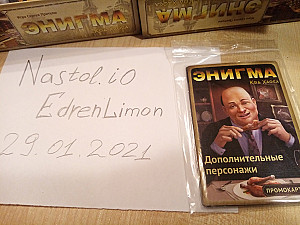 ЭНИГМА
Nastol.io
EdrenLimon
29.01.2021
ЭНИГМА
Дополнительные
персонажи
ПРОМОКАРТ